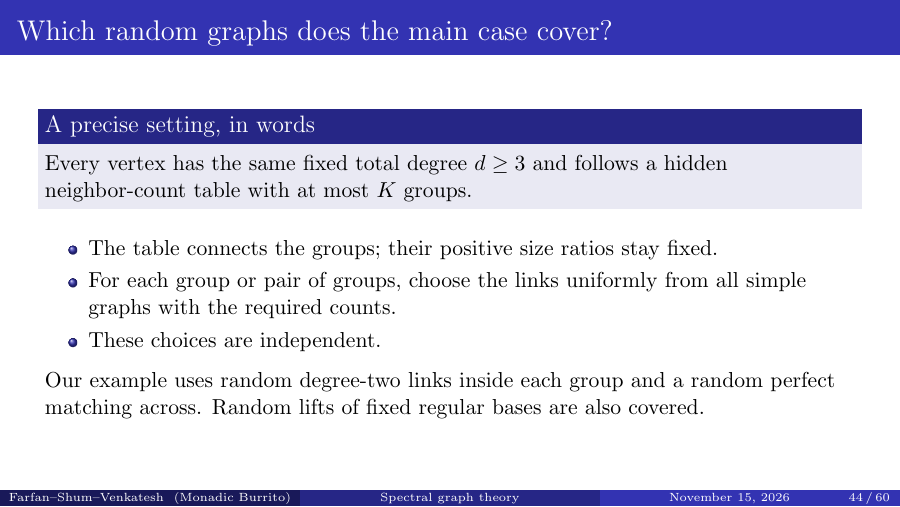 Which random graphs does the main case cover?
A precise setting, in words
Every vertex has the same fixed total degree d ≥ 3 and follows a hidden
neighbor-count table with at most K groups.
The table connects the groups; their positive size ratios stay fixed.
For each group or pair of groups, choose the links uniformly from all simple
graphs with the required counts.
These choices are independent.
Our example uses random degree-two links inside each group and a random perfect
matching across. Random lifts of fixed regular bases are also covered.
Farfan–Shum–Venkatesh (Monadic Burrito) Spectral graph theory November 15, 2026 44 / 60